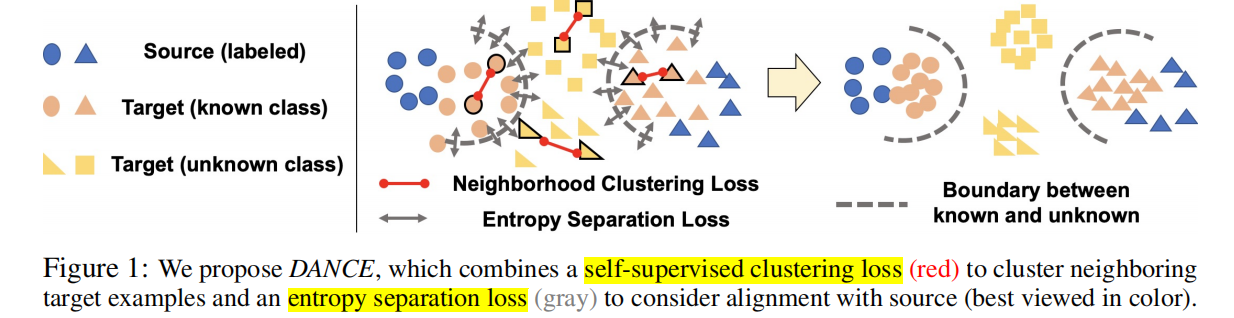 Source (labeled)
Target (known class)
Target (unknown class)
Neighborhood Clustering Loss
Entropy Separation Loss
Boundary between
known and unknown
Figure 1: We propose DANCE, which combines a self-supervised clustering loss (red) to cluster neighboring
target examples and an entropy separation loss (gray) to consider alignment with source (best viewed in color).